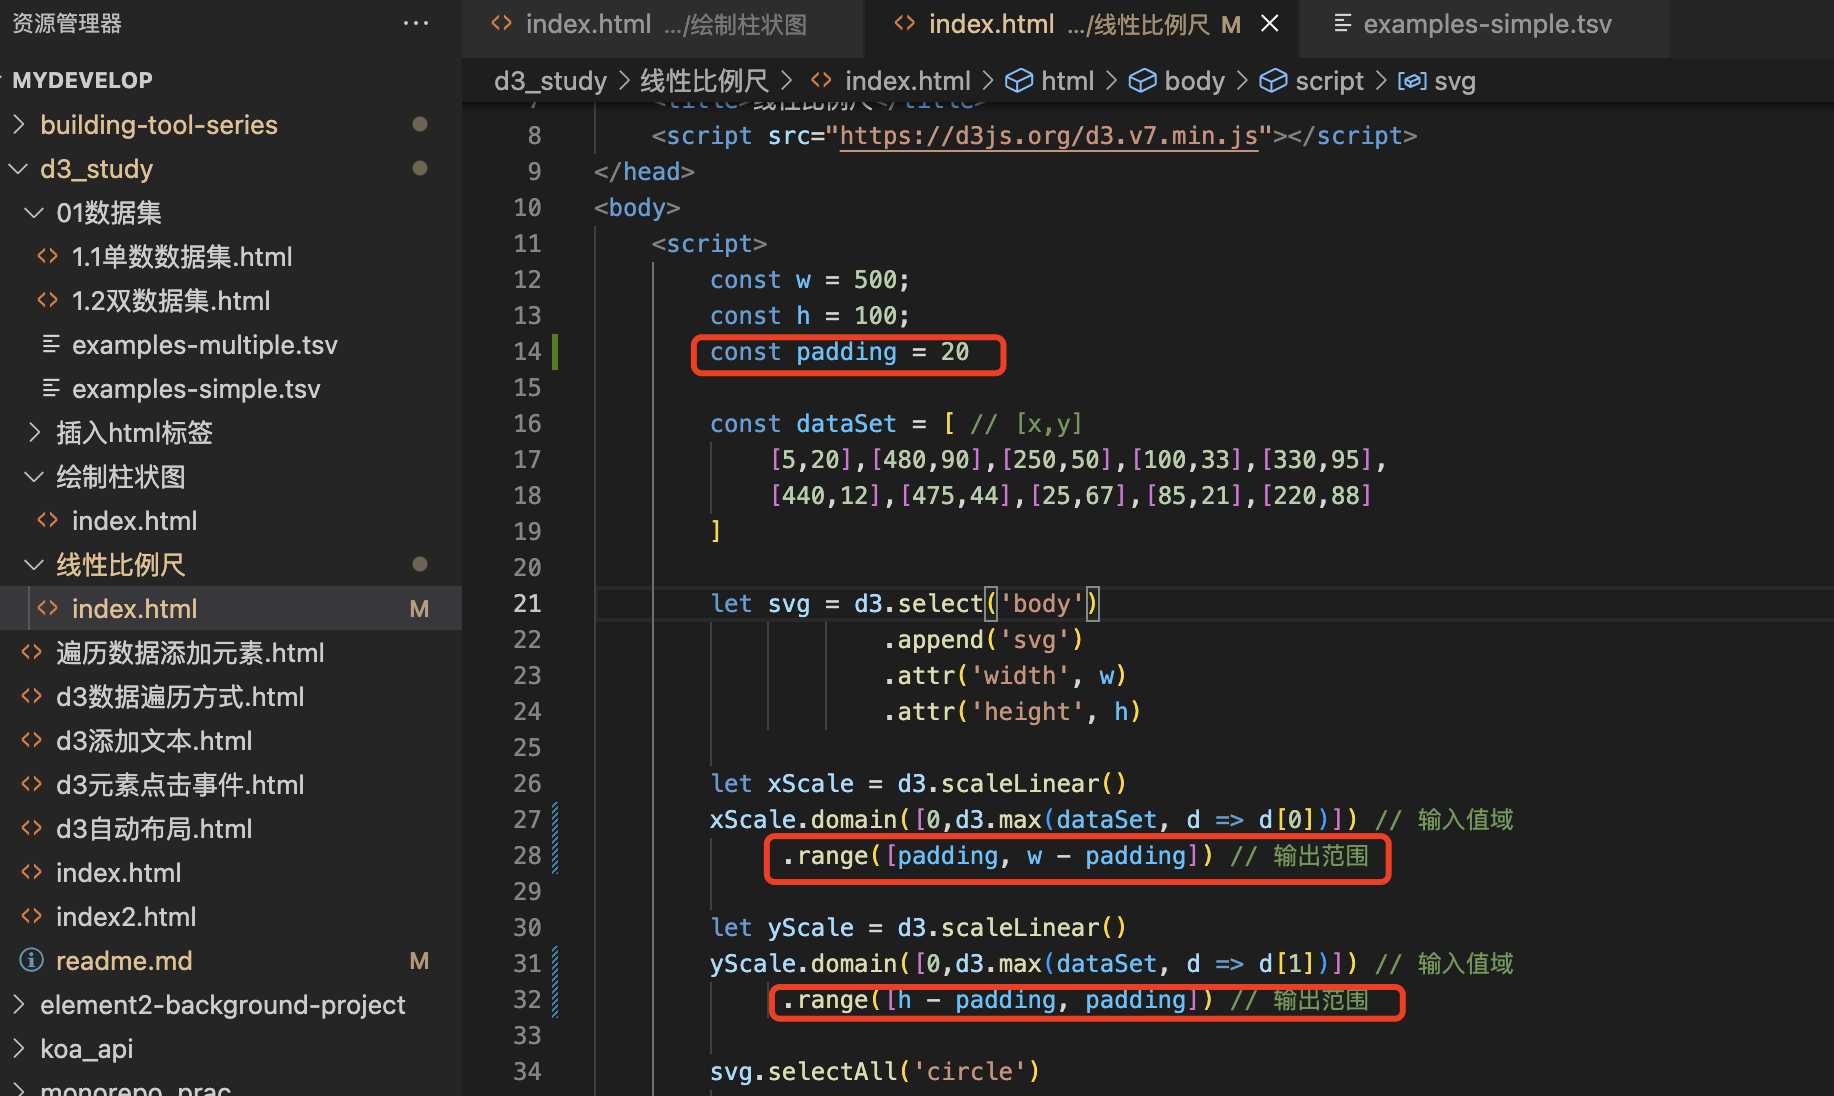 资源管理器
···
MYDEVELOP
building-tool-series
d3_study
01数据集
1.1单数数据集.html
1.2双数据集.html
examples-multiple.tsv
examples-simple.tsv
插入html标签
绘制柱状图
index.html
线性比例尺
index.html M
遍历数据添加元素.html
d3数据遍历方式.html
d3添加文本.html
d3元素点击事件.html
d3自动布局.html
index.html
index2.html
readme.md M
element2-background-project
koa_api
monorepo_prac
index.html .../绘制柱状图
index.html .../线性比例尺 M
examples-simple.tsv
d3_study > 线性比例尺 > index.html > html > body > script > svg
7 <title>线性比例尺</title>
8 <script src="https://d3js.org/d3.v7.min.js"></script>
9 </head>
10 <body>
11 <script>
12 const w = 500;
13 const h = 100;
14 const padding = 20
15
16 const dataSet = [ // [x,y]
17 [5,20],[480,90],[250,50],[100,33],[330,95],
18 [440,12],[475,44],[25,67],[85,21],[220,88]
19 ]
20
21 let svg = d3.select('body')
22 .append('svg')
23 .attr('width', w)
24 .attr('height', h)
25
26 let xScale = d3.scaleLinear()
27 xScale.domain([0,d3.max(dataSet, d => d[0])]) // 输入值域
28 .range([padding, w - padding]) // 输出范围
29
30 let yScale = d3.scaleLinear()
31 yScale.domain([0,d3.max(dataSet, d => d[1])]) // 输入值域
32 .range([h - padding, padding]) // 输出范围
33
34 svg.selectAll('circle')